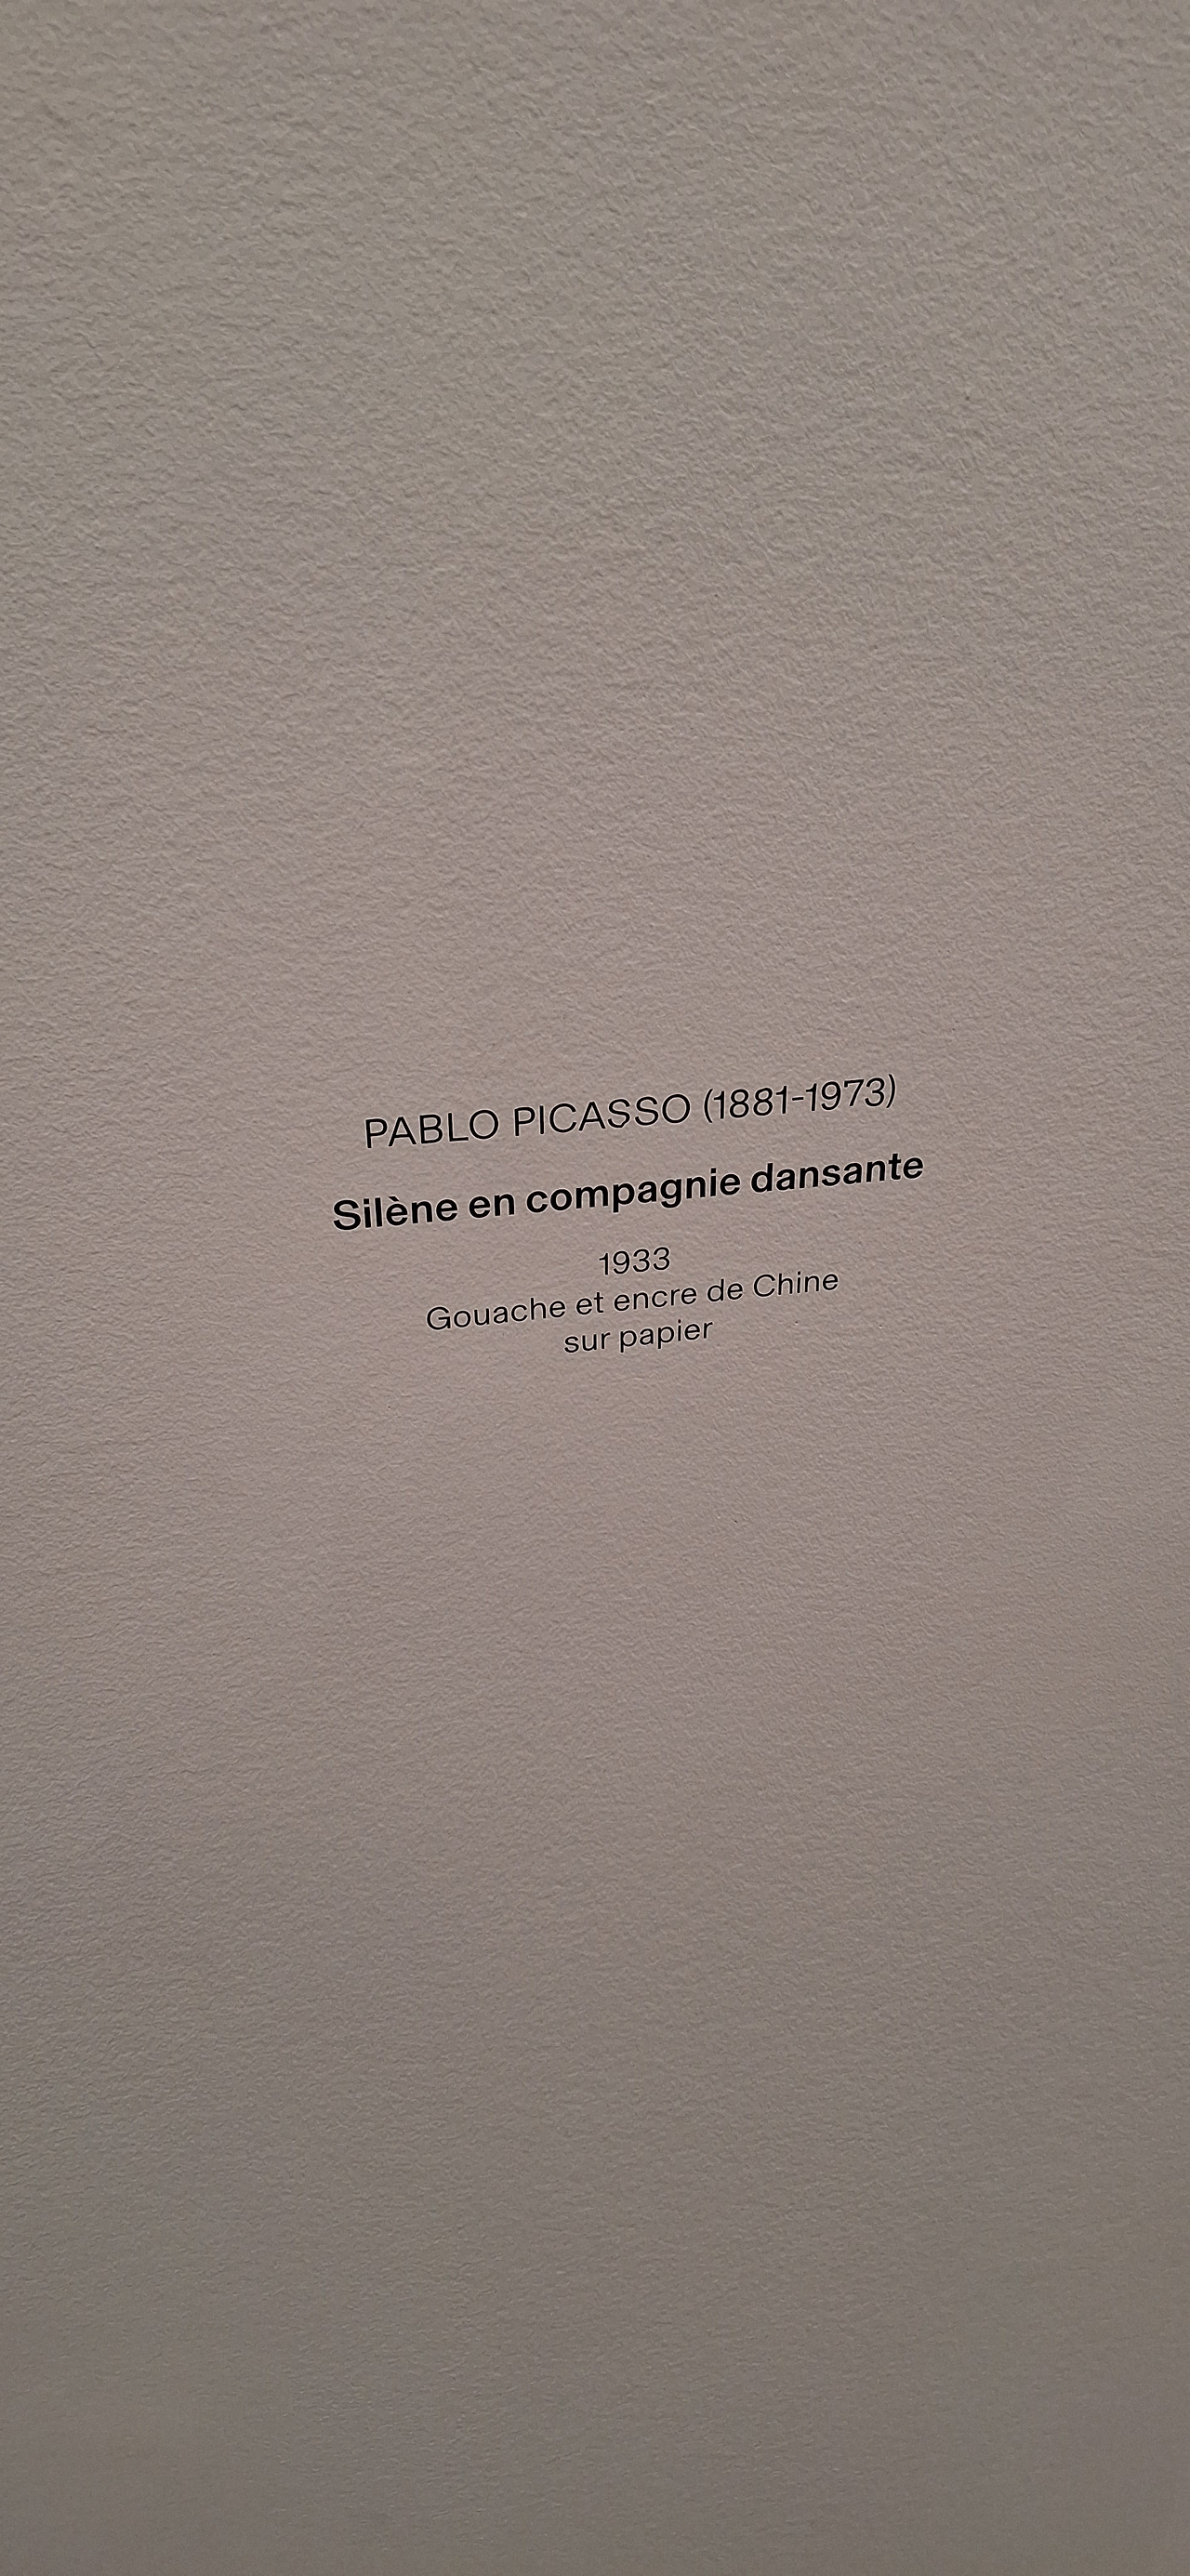 PABLO PICASSO (1881-1973)
Silène en compagnie dansante
1933
Gouache et encre de Chine
sur papier